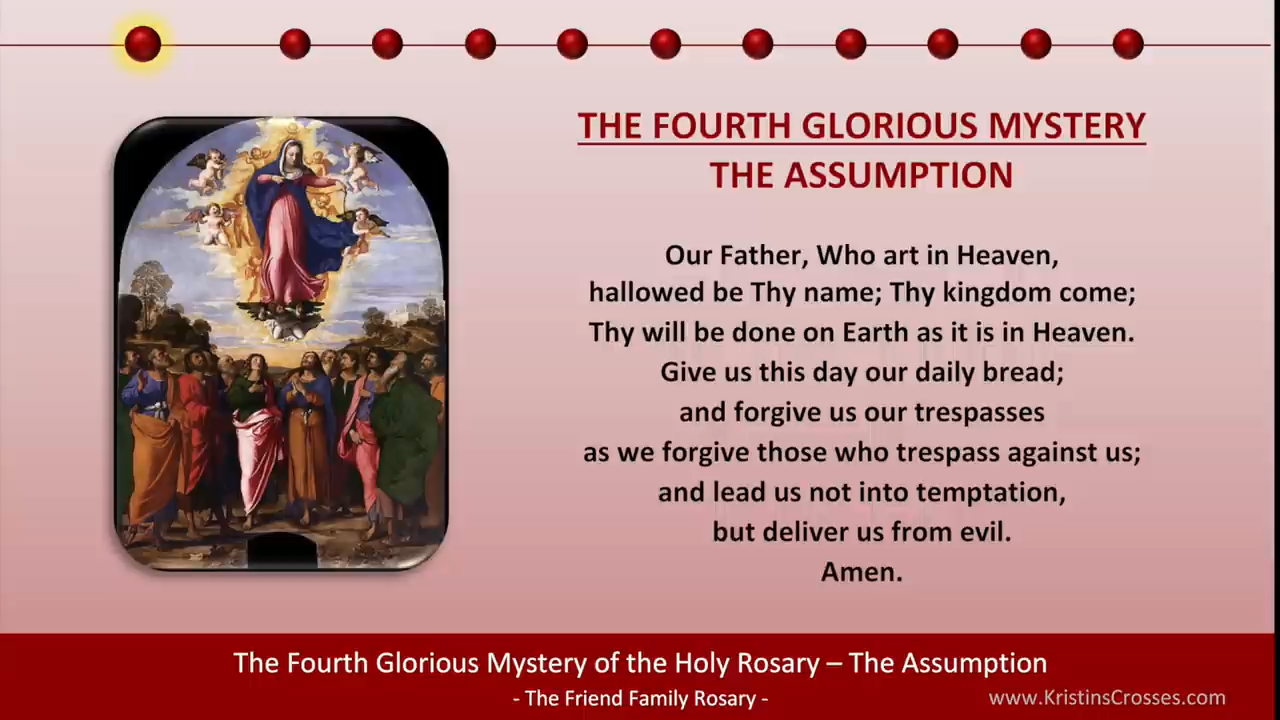 THE FOURTH GLORIOUS MYSTERY
THE ASSUMPTION
Our Father, Who art in Heaven,
hallowed be Thy name; Thy kingdom come;
Thy will be done on Earth as it is in Heaven.
Give us this day our daily bread;
and forgive us our trespasses
as we forgive those who trespass against us;
and lead us not into temptation,
but deliver us from evil.
Amen.
The Fourth Glorious Mystery of the Holy Rosary – The Assumption
- The Friend Family Rosary -
www.KristinsCrosses.com